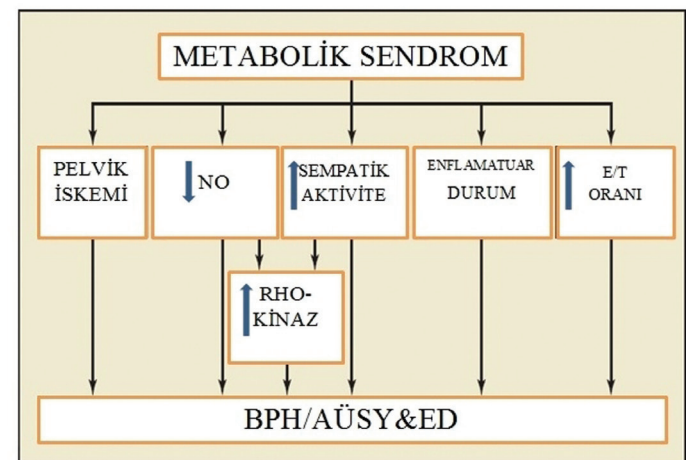 METABOLİK SENDROM
PELVİK
İSKEMİ
NO
SEMPATİK
AKTİVİTE
ENFLAMATUAR
DURUM
E/T
ORANI
RHO-
KİNAZ
BPH/AÜSY&ED